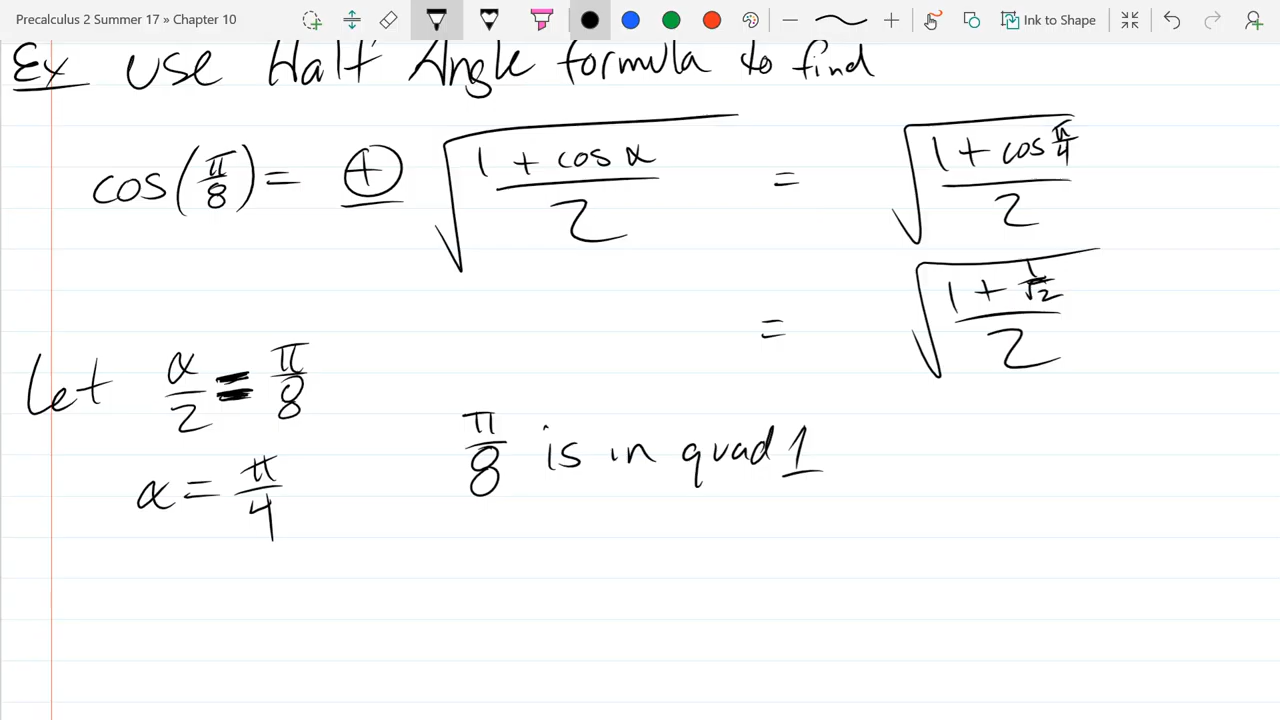 Precalculus 2 Summer 17 » Chapter 10
Ink to Shape
Ex Use Half Angle formula to find
cos(π/8) = + √((1 + cos α)/2) = √((1 + cos π/4)/2)
= √((1 + 1/√2)/2)
Let α/2 = π/8
π/8 is in quad 1
α = π/4